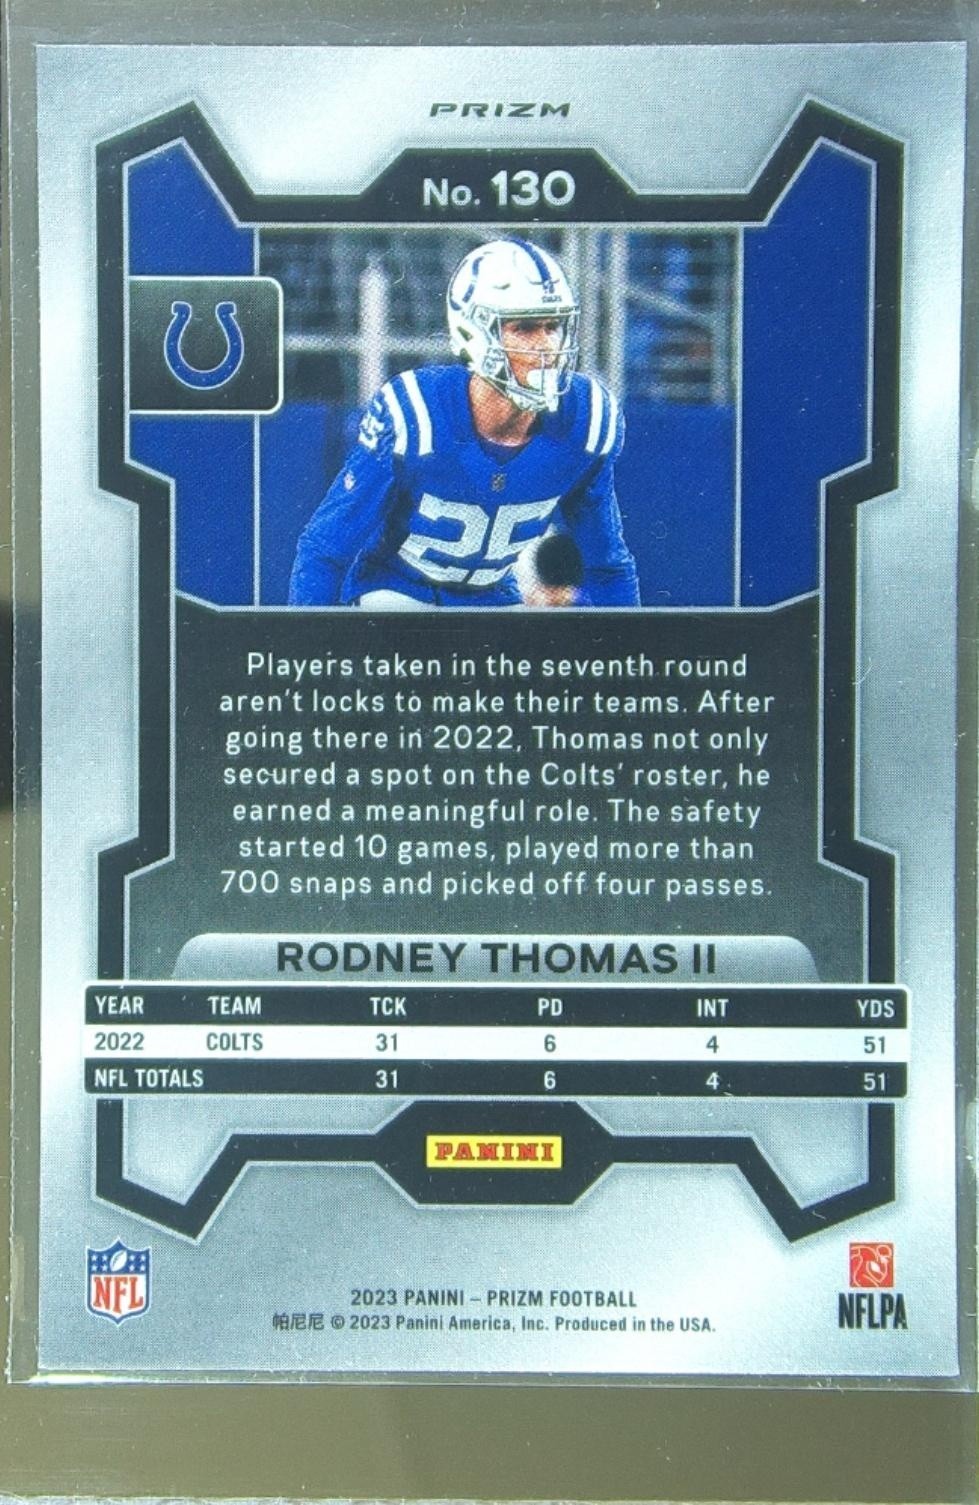 PRIZM
No. 130
25
25
Players taken in the seventh round
aren't locks to make their teams. After
going there in 2022, Thomas not only
secured a spot on the Colts' roster, he
earned a meaningful role. The safety
started 10 games, played more than
700 snaps and picked off four passes.
RODNEY THOMAS II
YEAR TEAM TCK PD INT YDS
2022 COLTS 31 6 4 51
NFL TOTALS 31 6 4 51
PANINI
NFL
NFLPA
2023 PANINI – PRIZM FOOTBALL
帕尼尼 © 2023 Panini America, Inc. Produced in the USA.